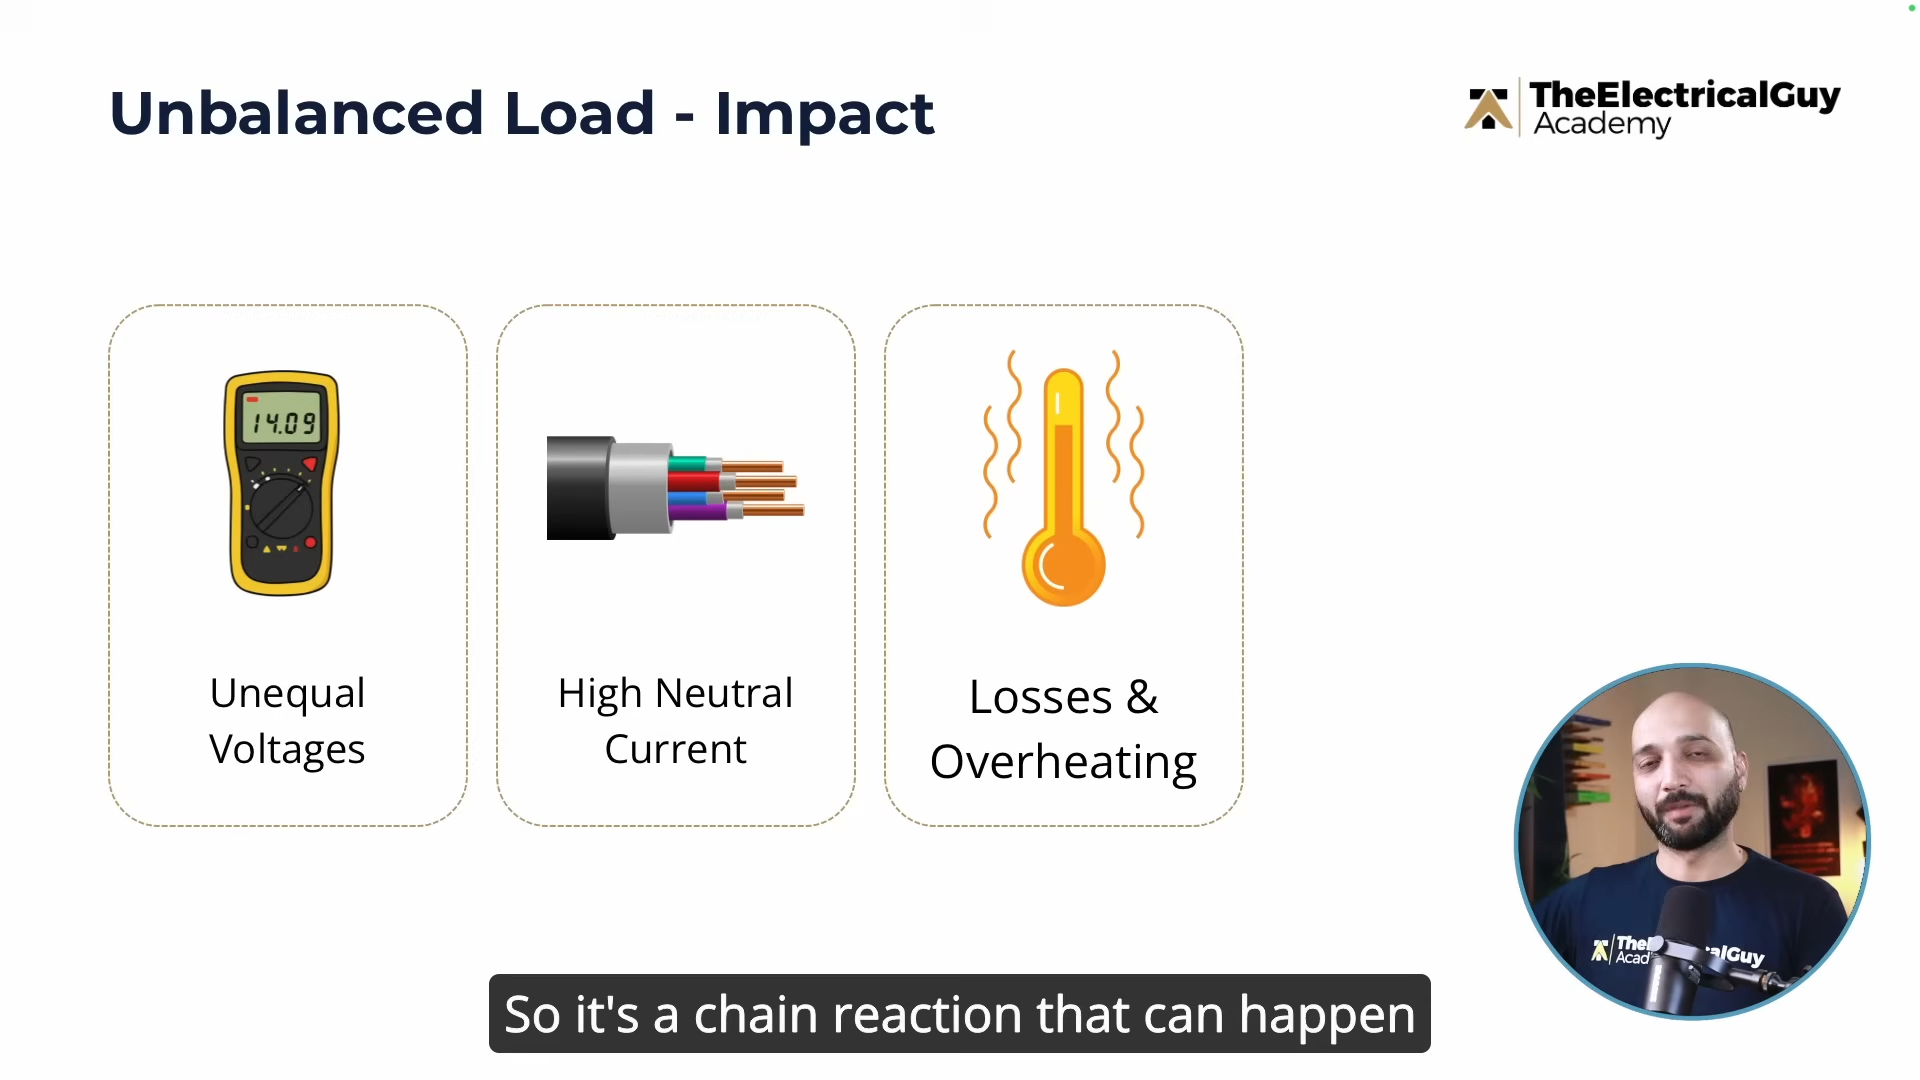 Unbalanced Load - Impact
TheElectricalGuy
Academy
14.09
Unequal
Voltages
High Neutral
Current
Losses &
Overheating
So it's a chain reaction that can happen